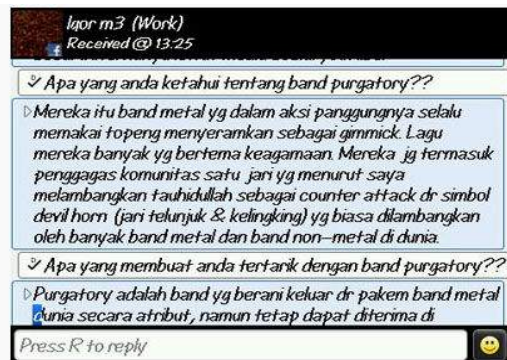 Igor m3 (Work)
Received @ 13:25
Apa yang anda ketahui tentang band purgatory??
Mereka itu band metal yg dalam aksi panggungnya selalu
memakai topeng menyeramkan sebagai gimmick. Lagu
mereka banyak yg bertema keagamaan. Mereka jg termasuk
penggagas komunitas satu jari yg menurut saya
melambangkan tauhidullah sebagai counter attack dr simbol
devil horn (jari telunjuk & kelingking) yg biasa dilambangkan
oleh banyak band metal dan band non-metal di dunia.
Apa yang membuat anda tertarik dengan band purgatory??
Purgatory adalah band yg berani keluar dr pakem band metal
dunia secara atribut, namun tetap dapat diterima di
Press R to reply